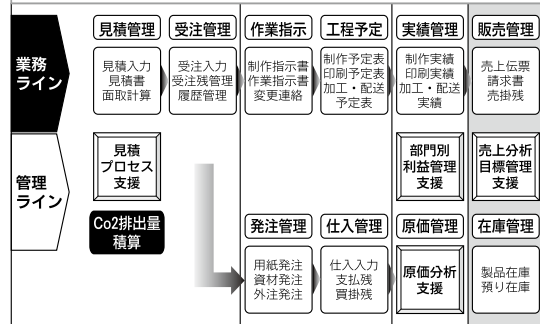 業務
ライン
見積管理
見積入力
見積書
面取計算
受注管理
受注入力
受注残管理
履歴管理
作業指示
制作指示書
作業指示書
変更連絡
工程予定
制作予定表
印刷予定表
加工・配送
予定表
実績管理
制作実績
印刷実績
加工・配送
実績
販売管理
売上伝票
請求書
売掛残
管理
ライン
見積
プロセス
支援
部門別
利益管理
支援
売上分析
目標管理
支援
Co2排出量
積算
発注管理
用紙発注
資材発注
外注発注
仕入管理
仕入入力
支払残
買掛残
原価管理
原価分析
支援
在庫管理
製品在庫
預り在庫